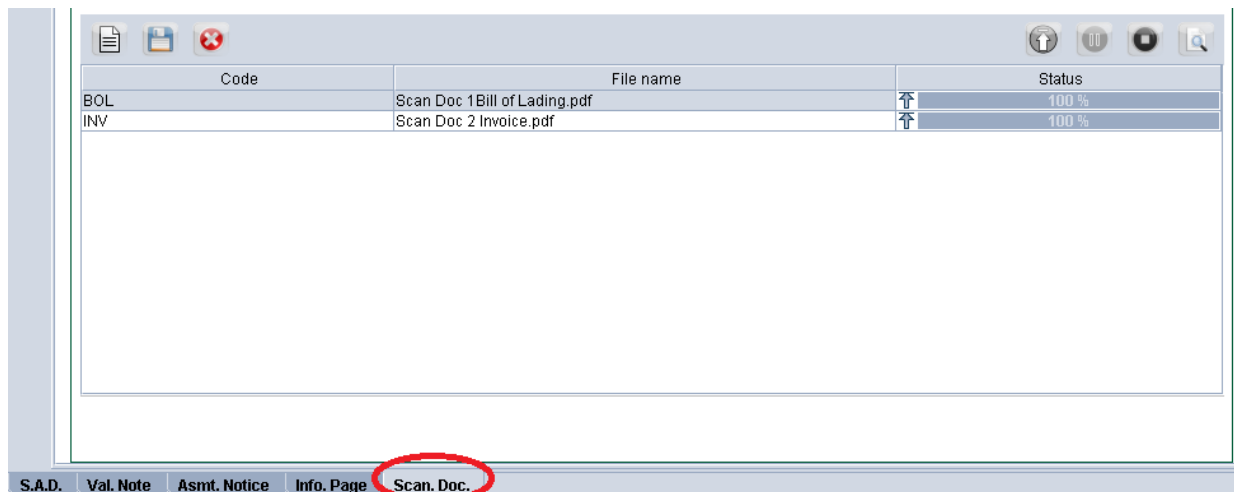 Code File name Status
BOL Scan Doc 1Bill of Lading.pdf 100 %
INV Scan Doc 2 Invoice.pdf 100 %
S.A.D. Val. Note Asmt. Notice Info. Page Scan. Doc.